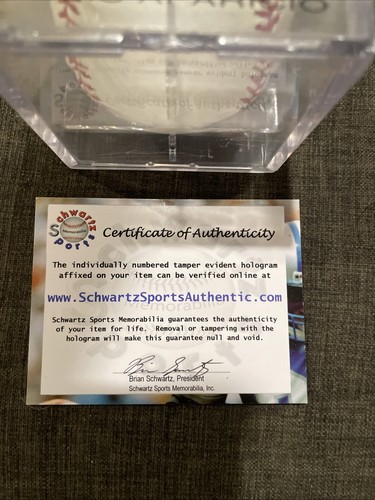 Schwartz
Sports
Certificate of Authenticity
The individually numbered tamper evident hologram
affixed on your item can be verified online at
www.SchwartzSportsAuthentic.com
Schwartz Sports Memorabilia guarantees the authenticity
of your item for life. Removal or tampering with the
hologram will make this guarantee null and void.
Brian Schwartz, President
Schwartz Sports Memorabilia, Inc.